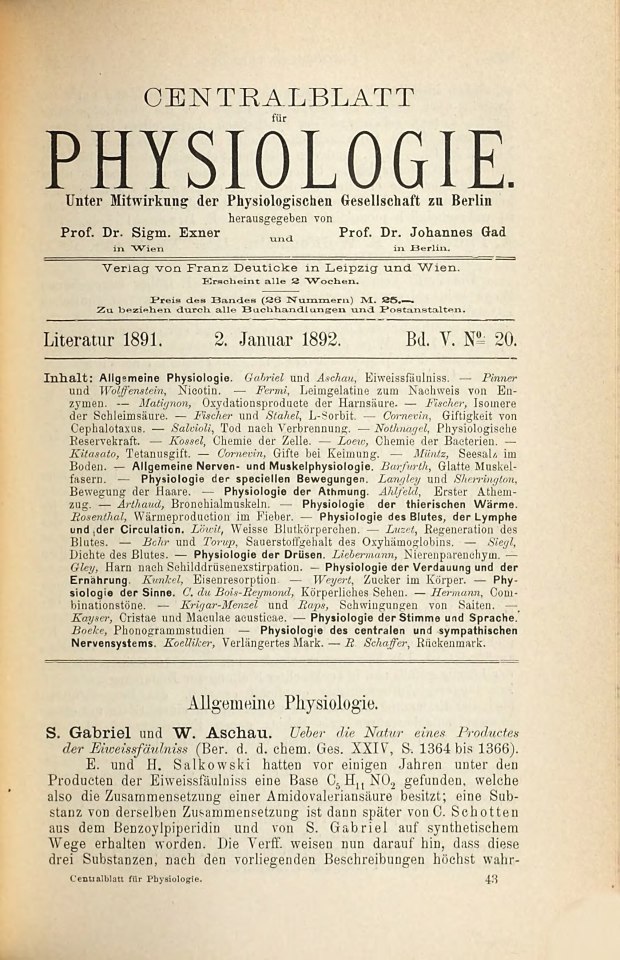 CENTRALBLATT
für
PHYSIOLOGIE.
Unter Mitwirkung der Physiologischen Gesellschaft zu Berlin
herausgegeben von
Prof. Dr. Sigm. Exner und Prof. Dr. Johannes Gad
in Wien in Berlin.
Verlag von Franz Deuticke in Leipzig und Wien.
Erscheint alle 2 Wochen.
Preis des Bandes (26 Nummern) M. 25.—.
Zu beziehen durch alle Buchhandlungen und Postanstalten.
Literatur 1891. 2. Januar 1892. Bd. V. Nº 20.
Inhalt: Allgemeine Physiologie. Gabriel und Aschau, Eiweissfäulniss. — Pinner
und Wolffenstein, Nicotin. — Fermi, Leimgelatine zum Nachweis von En-
zymen. — Matignon, Oxydationsproducte der Harnsäure. — Fischer, Isomere
der Schleimsäure. — Fischer und Stahel, L-Sorbit. — Cornevin, Giftigkeit von
Cephalotaxus. — Salvioli, Tod nach Verbrennung. — Nothnagel, Physiologische
Reservekraft. — Kossel, Chemie der Zelle. — Loew, Chemie der Bacterien. —
Kitasato, Tetanusgift. — Cornevin, Gifte bei Keimung. — Müntz, Seesalz im
Boden. — Allgemeine Nerven- und Muskelphysiologie. Barfurth, Glatte Muskel-
fasern. — Physiologie der speciellen Bewegungen. Langley und Sherrington,
Bewegung der Haare. — Physiologie der Athmung. Ahlfeld, Erster Athem-
zug. — Arthaud, Bronchialmuskeln. — Physiologie der thierischen Wärme.
Rosenthal, Wärmeproduction im Fieber. — Physiologie des Blutes, der Lymphe
und der Circulation. Löwit, Weisse Blutkörperchen. — Luzet, Regeneration des
Blutes. — Bohr und Torup, Sauerstoffgehalt des Oxyhämoglobins. — Siegl,
Dichte des Blutes. — Physiologie der Drüsen. Liebermann, Nierenparenchym. —
Gley, Harn nach Schilddrüsenexstirpation. — Physiologie der Verdauung und der
Ernährung. Kunkel, Eisenresorption. — Weyert, Zucker im Körper. — Phy-
siologie der Sinne. C. du Bois-Reymond, Körperliches Sehen. — Hermann, Com-
binationstöne. — Krigar-Menzel und Raps, Schwingungen von Saiten. —
Kayser, Cristae und Maculae acusticae. — Physiologie der Stimme und Sprache.
Boeke, Phonogrammstudien — Physiologie des centralen und sympathischen
Nervensystems. Koelliker, Verlängertes Mark. — R. Schaffer, Rückenmark.
Allgemeine Physiologie.
S. Gabriel und W. Aschau. Ueber die Natur eines Productes
der Eiweissfäulniss (Ber. d. d. chem. Ges. XXIV, S. 1364 bis 1366).
E. und H. Salkowski hatten vor einigen Jahren unter den
Producten der Eiweissfäulniss eine Base C₅H₁₁NO₂ gefunden, welche
also die Zusammensetzung einer Amidovaleriansäure besitzt; eine Sub-
stanz von derselben Zusammensetzung ist dann später von C. Schotten
aus dem Benzoylpiperidin und von S. Gabriel auf synthetischem
Wege erhalten worden. Die Verff. weisen nun darauf hin, dass diese
drei Substanzen, nach den vorliegenden Beschreibungen höchst wahr-
Centralblatt für Physiologie. 43